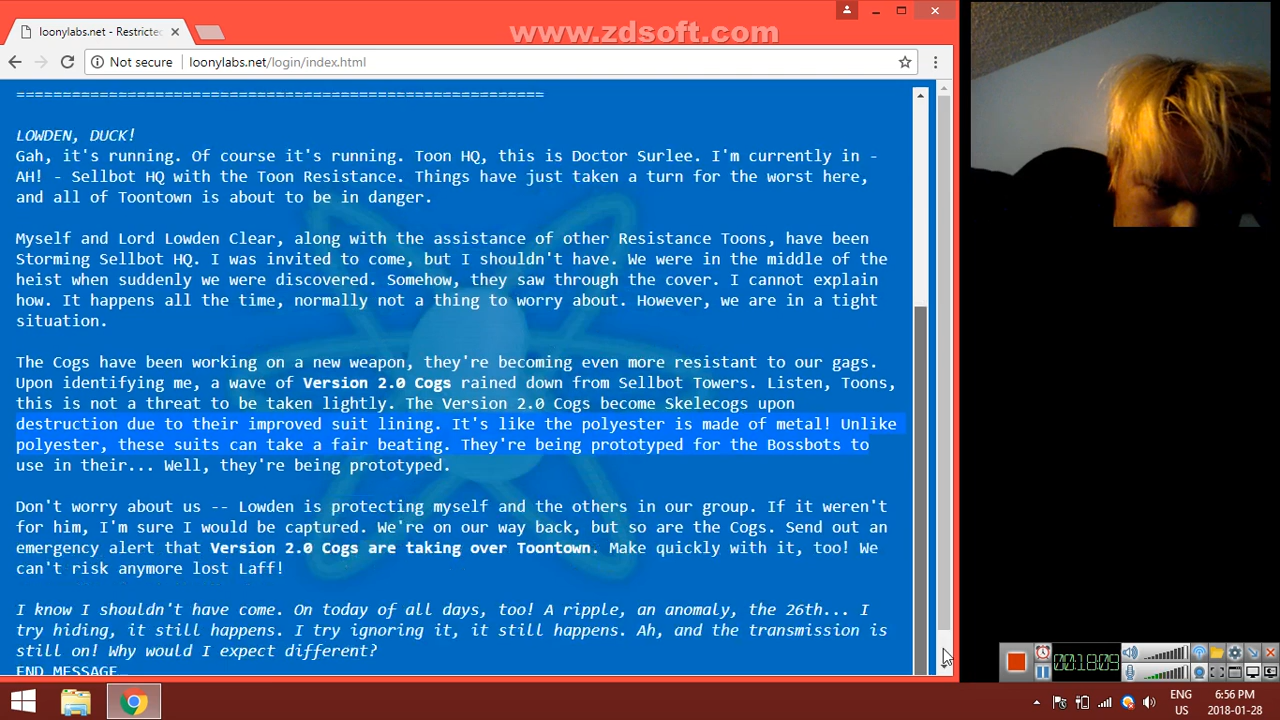 www.zdsoft.com
loonylabs.net - Restricte
Not secure
loonylabs.net/login/index.html
=========================================================
LOWDEN, DUCK!
Gah, it's running. Of course it's running. Toon HQ, this is Doctor Surlee. I'm currently in -
AH! - Sellbot HQ with the Toon Resistance. Things have just taken a turn for the worst here,
and all of Toontown is about to be in danger.
Myself and Lord Lowden Clear, along with the assistance of other Resistance Toons, have been
Storming Sellbot HQ. I was invited to come, but I shouldn't have. We were in the middle of the
heist when suddenly we were discovered. Somehow, they saw through the cover. I cannot explain
how. It happens all the time, normally not a thing to worry about. However, we are in a tight
situation.
The Cogs have been working on a new weapon, they're becoming even more resistant to our gags.
Upon identifying me, a wave of Version 2.0 Cogs rained down from Sellbot Towers. Listen, Toons,
this is not a threat to be taken lightly. The Version 2.0 Cogs become Skelecogs upon
destruction due to their improved suit lining. It's like the polyester is made of metal! Unlike
polyester, these suits can take a fair beating. They're being prototyped for the Bossbots to
use in their... Well, they're being prototyped.
Don't worry about us -- Lowden is protecting myself and the others in our group. If it weren't
for him, I'm sure I would be captured. We're on our way back, but so are the Cogs. Send out an
emergency alert that Version 2.0 Cogs are taking over Toontown. Make quickly with it, too! We
can't risk anymore lost Laff!
I know I shouldn't have come. On today of all days, too! A ripple, an anomaly, the 26th... I
try hiding, it still happens. I try ignoring it, it still happens. Ah, and the transmission is
still on! Why would I expect different?
END MESSAGE
00:18:09
ENG
US
6:56 PM
2018-01-28